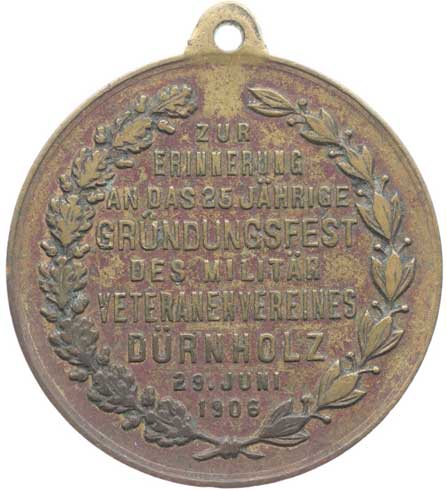 ZUR
ERINNERUNG
AN DAS 25 JÄHRIGE
GRÜNDUNGSFEST
DES MILITÄR
VETERANENVEREINES
DÜRNHOLZ
29. JUNI
1906